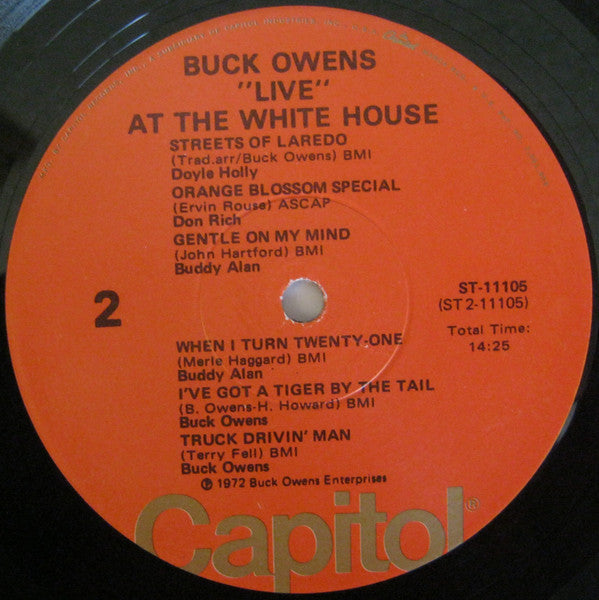 BUCK OWENS
"LIVE"
AT THE WHITE HOUSE
STREETS OF LAREDO
(Trad.arr/Buck Owens) BMI
Doyle Holly
ORANGE BLOSSOM SPECIAL
(Ervin Rouse) ASCAP
Don Rich
GENTLE ON MY MIND
(John Hartford) BMI
Buddy Alan
2
ST-11105
(ST 2-11105)
Total Time:
14:25
WHEN I TURN TWENTY-ONE
(Merle Haggard) BMI
Buddy Alan
I'VE GOT A TIGER BY THE TAIL
(B. Owens-H. Howard) BMI
Buck Owens
TRUCK DRIVIN' MAN
(Terry Fell) BMI
Buck Owens
℗ 1972 Buck Owens Enterprises
Capitol®